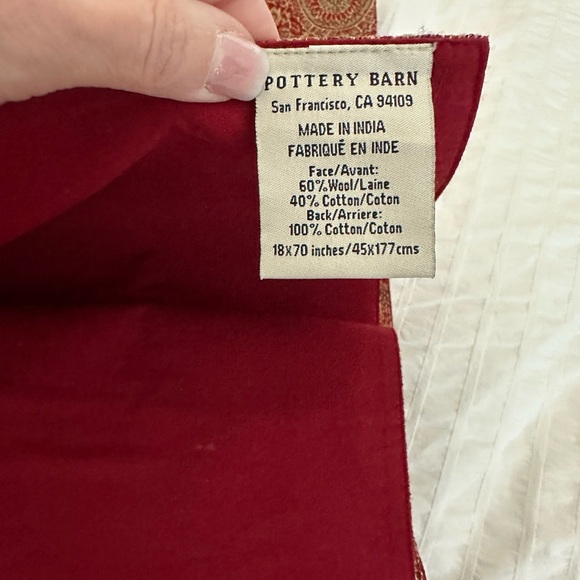 POTTERY BARN
San Francisco, CA 94109
MADE IN INDIA
FABRIQUÉ EN INDE
Face/Avant:
60%Wool/Laine
40% Cotton/Coton
Back/Arriere:
100% Cotton/Coton
18X70 inches/45X177cms